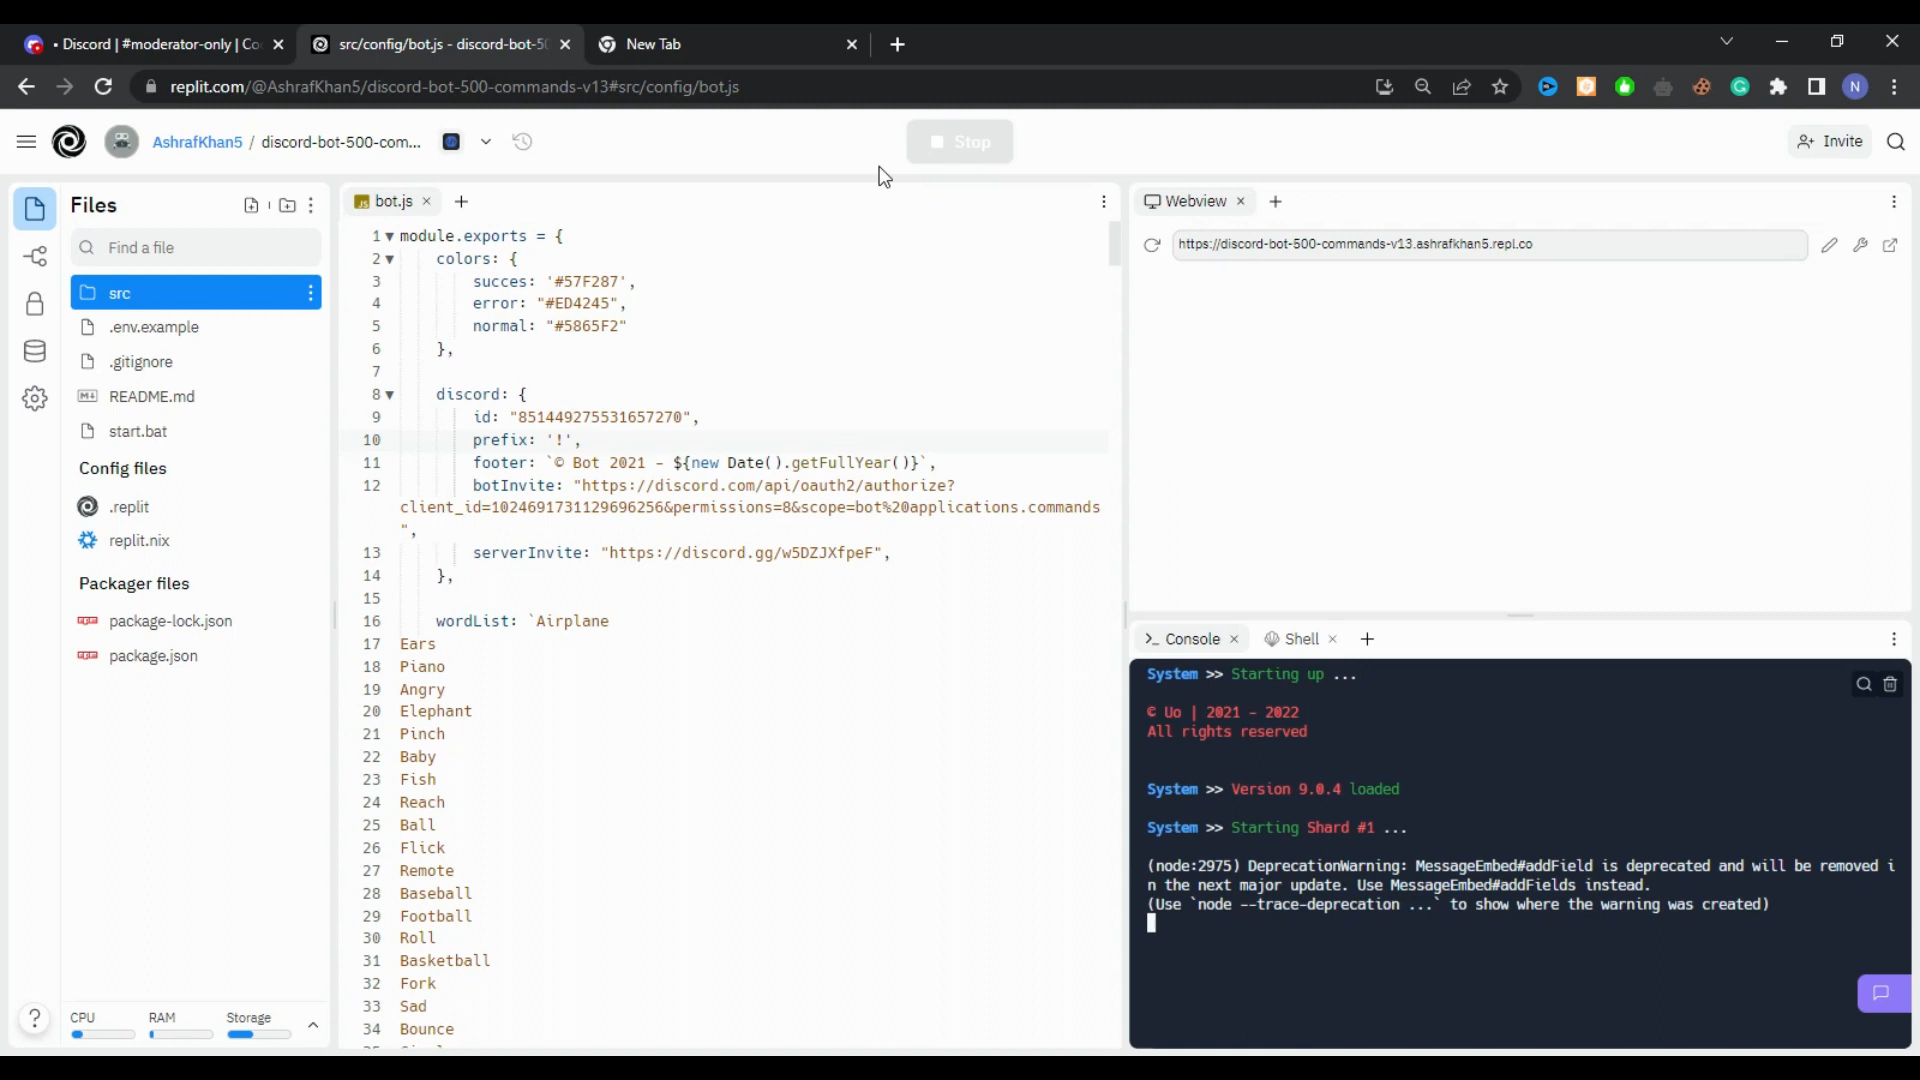 Discord | #moderator-only | Co
src/config/bot.js - discord-bot-50
New Tab
replit.com/@AshrafKhan5/discord-bot-500-commands-v13#src/config/bot.js
N
AshrafKhan5 / discord-bot-500-com...
Stop
Invite
Files
Find a file
src
.env.example
.gitignore
README.md
start.bat
Config files
.replit
replit.nix
Packager files
package-lock.json
package.json
CPU
RAM
Storage
bot.js
1 module.exports = {
2 colors: {
3 succes: '#57F287',
4 error: "#ED4245",
5 normal: "#5865F2"
6 },
7
8 discord: {
9 id: "851449275531657270",
10 prefix: '!',
11 footer: `© Bot 2021 - ${new Date().getFullYear()}`,
12 botInvite: "https://discord.com/api/oauth2/authorize?
client_id=1024691731129696256&permissions=8&scope=bot%20applications.commands
",
13 serverInvite: "https://discord.gg/w5DZJXfpeF",
14 },
15
16 wordList: `Airplane
17 Ears
18 Piano
19 Angry
20 Elephant
21 Pinch
22 Baby
23 Fish
24 Reach
25 Ball
26 Flick
27 Remote
28 Baseball
29 Football
30 Roll
31 Basketball
32 Fork
33 Sad
34 Bounce
Webview
https://discord-bot-500-commands-v13.ashrafkhan5.repl.co
Console
Shell
System >> Starting up ...
© Uo | 2021 - 2022
All rights reserved
System >> Version 9.0.4 loaded
System >> Starting Shard #1 ...
(node:2975) DeprecationWarning: MessageEmbed#addField is deprecated and will be removed i
n the next major update. Use MessageEmbed#addFields instead.
(Use `node --trace-deprecation ...` to show where the warning was created)